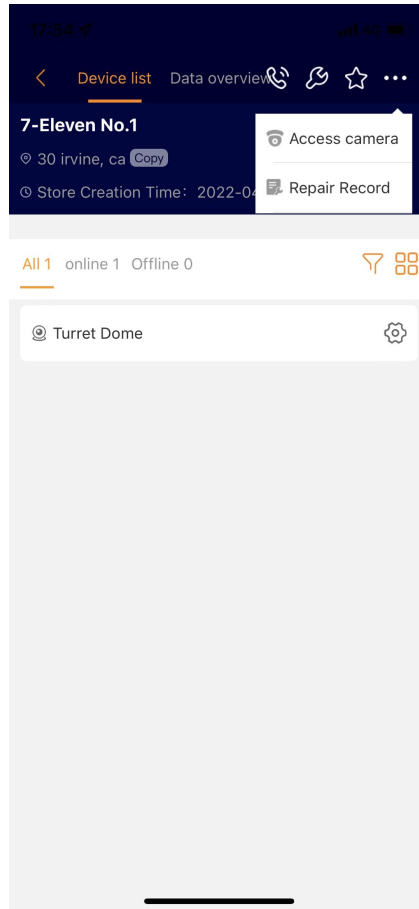 Device list Data overview
7-Eleven No.1
30 irvine, ca Copy
Store Creation Time: 2022-04
Access camera
Repair Record
All 1 online 1 Offline 0
Turret Dome